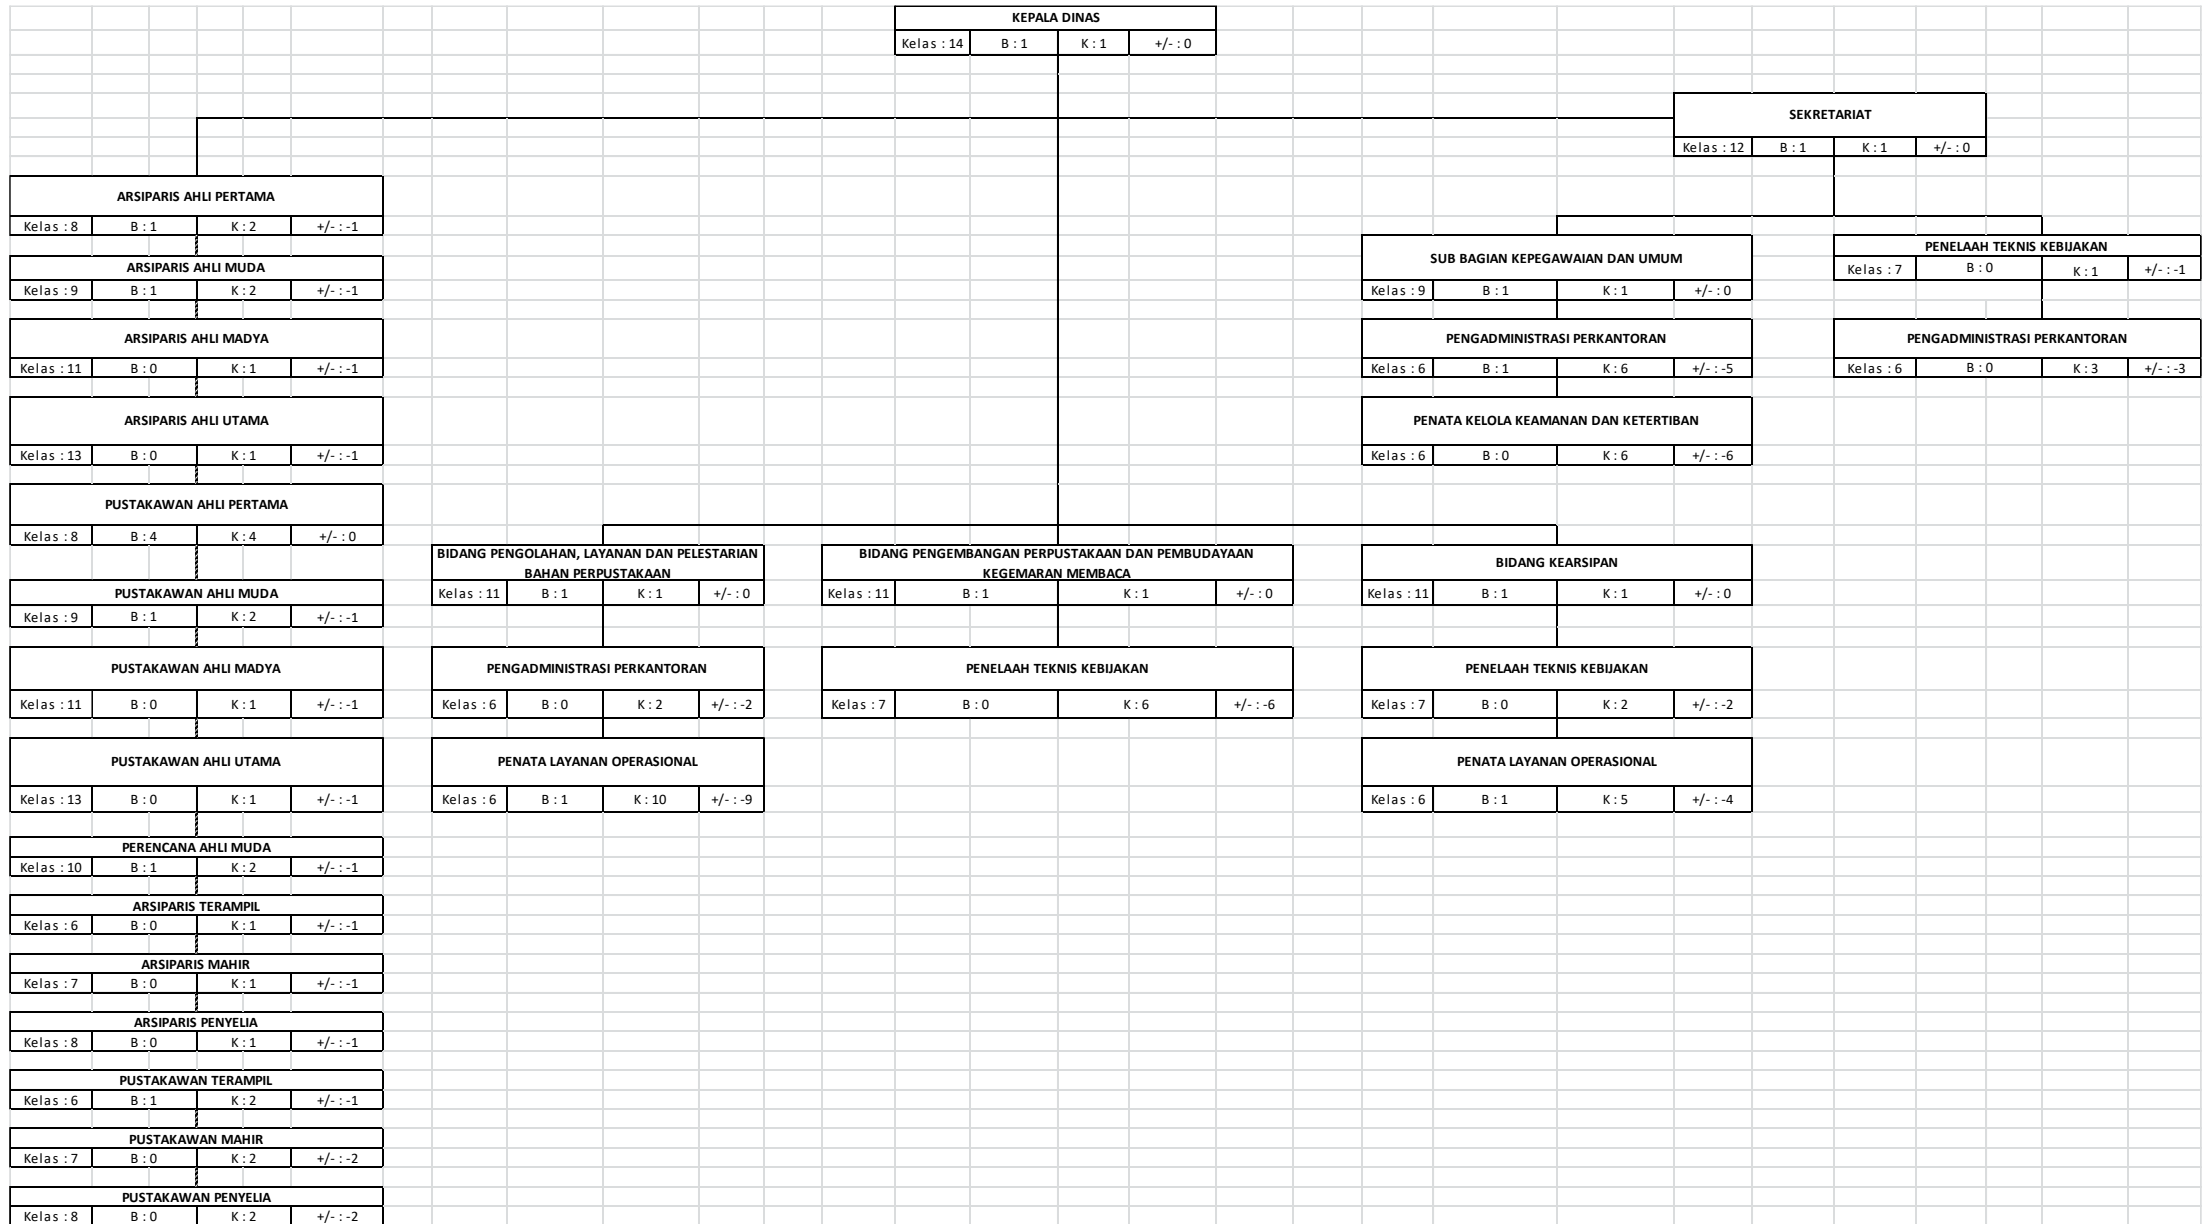 KEPALA DINAS
Kelas : 14 B : 1 K : 1 +/- : 0
SEKRETARIAT
Kelas : 12 B : 1 K : 1 +/- : 0
ARSIPARIS AHLI PERTAMA
Kelas : 8 B : 1 K : 2 +/- : -1
ARSIPARIS AHLI MUDA
Kelas : 9 B : 1 K : 2 +/- : -1
ARSIPARIS AHLI MADYA
Kelas : 11 B : 0 K : 1 +/- : -1
ARSIPARIS AHLI UTAMA
Kelas : 13 B : 0 K : 1 +/- : -1
PUSTAKAWAN AHLI PERTAMA
Kelas : 8 B : 4 K : 4 +/- : 0
PUSTAKAWAN AHLI MUDA
Kelas : 9 B : 1 K : 2 +/- : -1
PUSTAKAWAN AHLI MADYA
Kelas : 11 B : 0 K : 1 +/- : -1
PUSTAKAWAN AHLI UTAMA
Kelas : 13 B : 0 K : 1 +/- : -1
PERENCANA AHLI MUDA
Kelas : 10 B : 1 K : 2 +/- : -1
ARSIPARIS TERAMPIL
Kelas : 6 B : 0 K : 1 +/- : -1
ARSIPARIS MAHIR
Kelas : 7 B : 0 K : 1 +/- : -1
ARSIPARIS PENYELIA
Kelas : 8 B : 0 K : 1 +/- : -1
PUSTAKAWAN TERAMPIL
Kelas : 6 B : 1 K : 2 +/- : -1
PUSTAKAWAN MAHIR
Kelas : 7 B : 0 K : 2 +/- : -2
PUSTAKAWAN PENYELIA
Kelas : 8 B : 0 K : 2 +/- : -2
BIDANG PENGOLAHAN, LAYANAN DAN PELESTARIAN
BAHAN PERPUSTAKAAN
Kelas : 11 B : 1 K : 1 +/- : 0
PENGADMINISTRASI PERKANTORAN
Kelas : 6 B : 0 K : 2 +/- : -2
PENATA LAYANAN OPERASIONAL
Kelas : 6 B : 1 K : 10 +/- : -9
BIDANG PENGEMBANGAN PERPUSTAKAAN DAN PEMBUDAYAAN
KEGEMARAN MEMBACA
Kelas : 11 B : 1 K : 1 +/- : 0
PENELAAH TEKNIS KEBIJAKAN
Kelas : 7 B : 0 K : 6 +/- : -6
BIDANG KEARSIPAN
Kelas : 11 B : 1 K : 1 +/- : 0
PENELAAH TEKNIS KEBIJAKAN
Kelas : 7 B : 0 K : 2 +/- : -2
PENATA LAYANAN OPERASIONAL
Kelas : 6 B : 1 K : 5 +/- : -4
SUB BAGIAN KEPEGAWAIAN DAN UMUM
Kelas : 9 B : 1 K : 1 +/- : 0
PENGADMINISTRASI PERKANTORAN
Kelas : 6 B : 1 K : 6 +/- : -5
PENATA KELOLA KEAMANAN DAN KETERTIBAN
Kelas : 6 B : 0 K : 6 +/- : -6
PENELAAH TEKNIS KEBIJAKAN
Kelas : 7 B : 0 K : 1 +/- : -1
PENGADMINISTRASI PERKANTORAN
Kelas : 6 B : 0 K : 3 +/- : -3